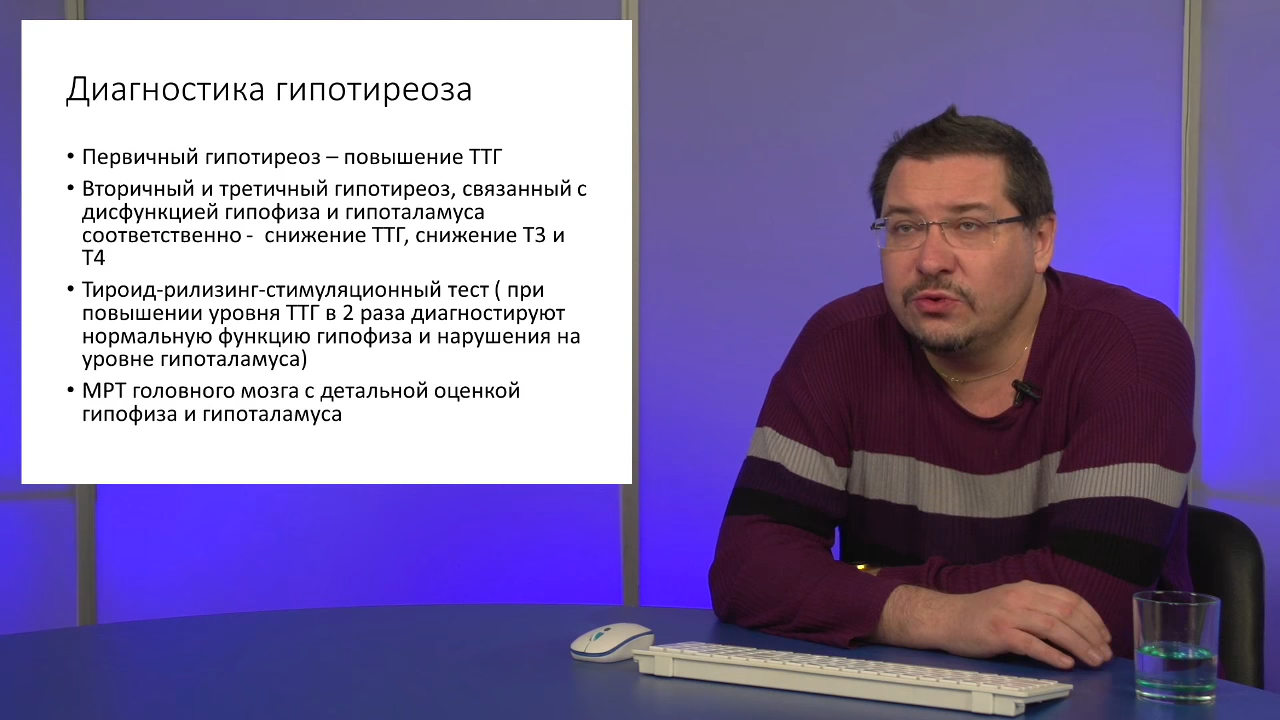 Диагностика гипотиреоза
• Первичный гипотиреоз – повышение ТТГ
• Вторичный и третичный гипотиреоз, связанный с
дисфункцией гипофиза и гипоталамуса
соответственно -  снижение ТТГ, снижение Т3 и
Т4
• Тироид-рилизинг-стимуляционный тест ( при
повышении уровня ТТГ в 2 раза диагностируют
нормальную функцию гипофиза и нарушения на
уровне гипоталамуса)
• МРТ головного мозга с детальной оценкой
гипофиза и гипоталамуса